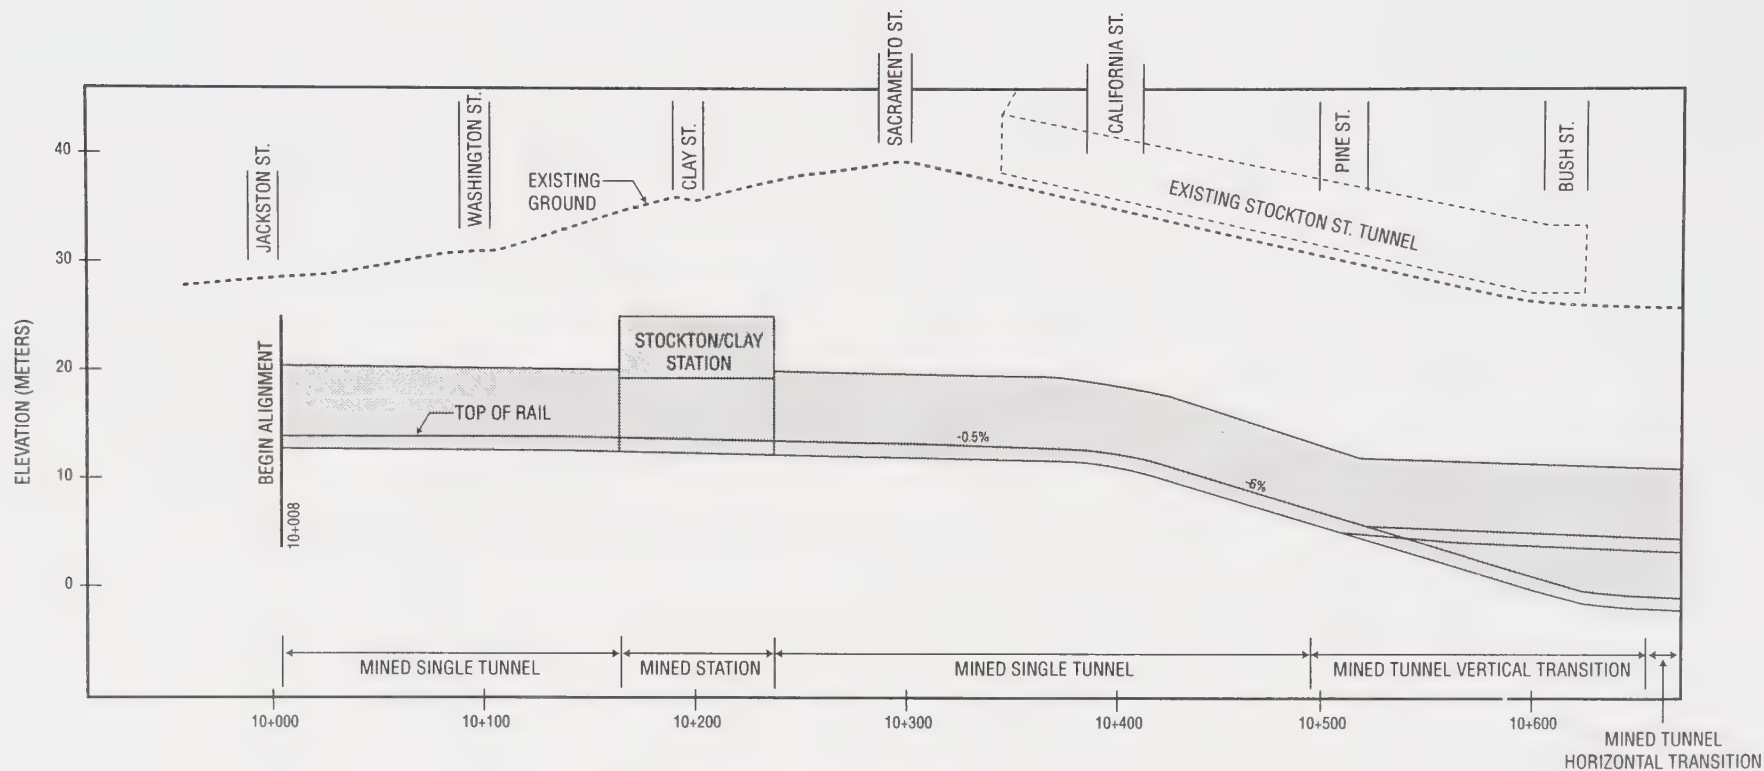 JACKSTON ST.
WASHINGTON ST.
CLAY ST.
SACRAMENTO ST.
CALIFORNIA ST.
PINE ST.
BUSH ST.
EXISTING
GROUND
EXISTING STOCKTON ST. TUNNEL
ELEVATION (METERS)
40
30
20
10
0
BEGIN ALIGNMENT
10+008
STOCKTON/CLAY
STATION
TOP OF RAIL
-0.5%
-6%
MINED SINGLE TUNNEL
MINED STATION
MINED SINGLE TUNNEL
MINED TUNNEL VERTICAL TRANSITION
10+000
10+100
10+200
10+300
10+400
10+500
10+600
MINED TUNNEL
HORIZONTAL TRANSITION